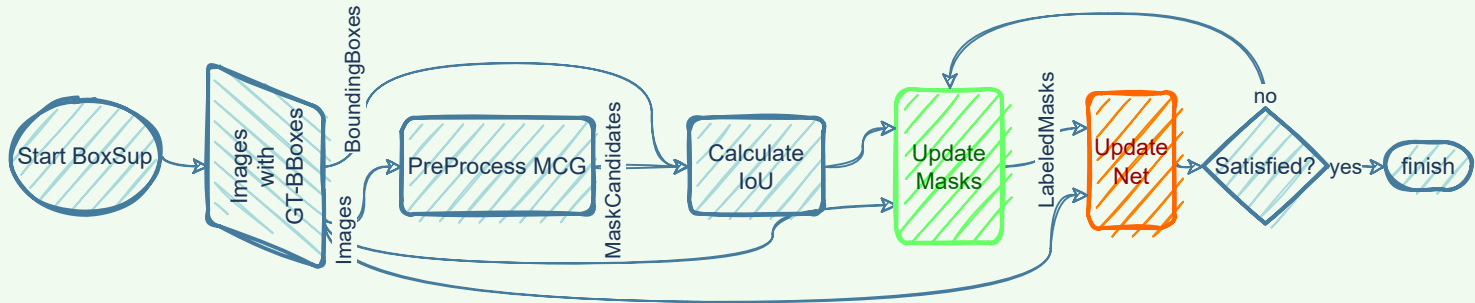 Start BoxSup
Images
with
GT-BBoxes
BoundingBoxes
Images
PreProcess MCG
MaskCandidates
Calculate
IoU
Update
Masks
LabeledMasks
Update
Net
Satisfied?
no
yes
finish